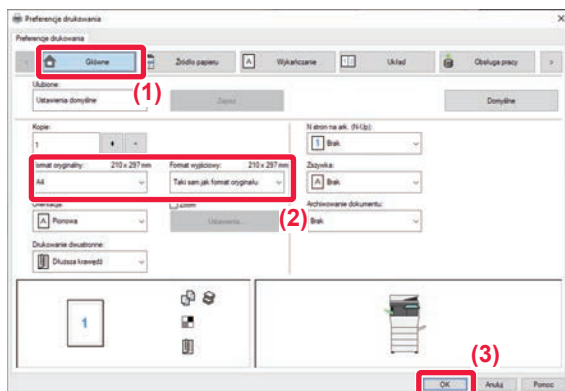 Preferencje drukowania
Preferencje drukowania
Główne
Źródło papieru
Wykańczanie
Układ
Obsługa pracy
Ulubione:
(1)
Ustawienia domyślne
Zapisz
Domyślne
Kopie:
N stron na ark. (N-Up):
1
1 Brak
Format oryginalny: 210 x 297 mm
Format wyjściowy: 210 x 297 mm
Zszywka:
A4
Taki sam jak format oryginału
A Brak
Orientacja:
Zoom
(2)
Archiwizowanie dokumentu:
A Pionowa
Ustawienia...
Brak
Drukowanie dwustronne:
Dłuższa krawędź
1
(3)
OK
Anuluj
Pomoc